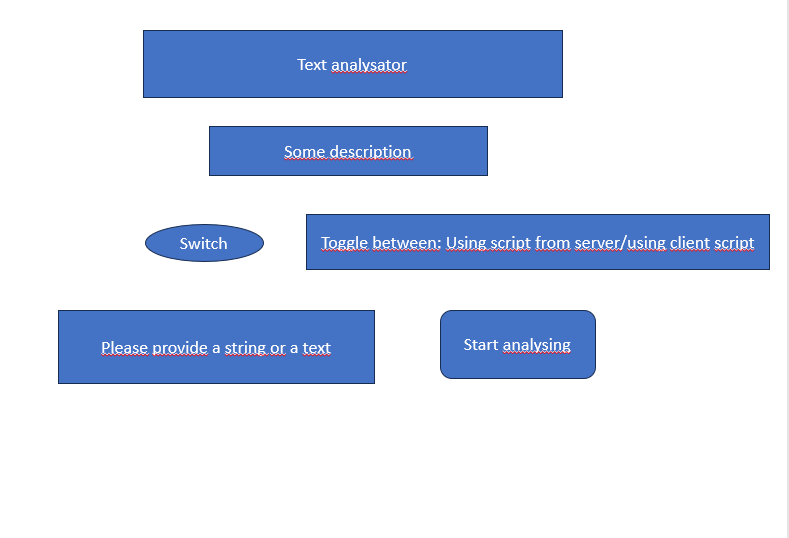 Text analysator
Some description
Switch
Toggle between: Using script from server/using client script
Please provide a string or a text
Start analysing